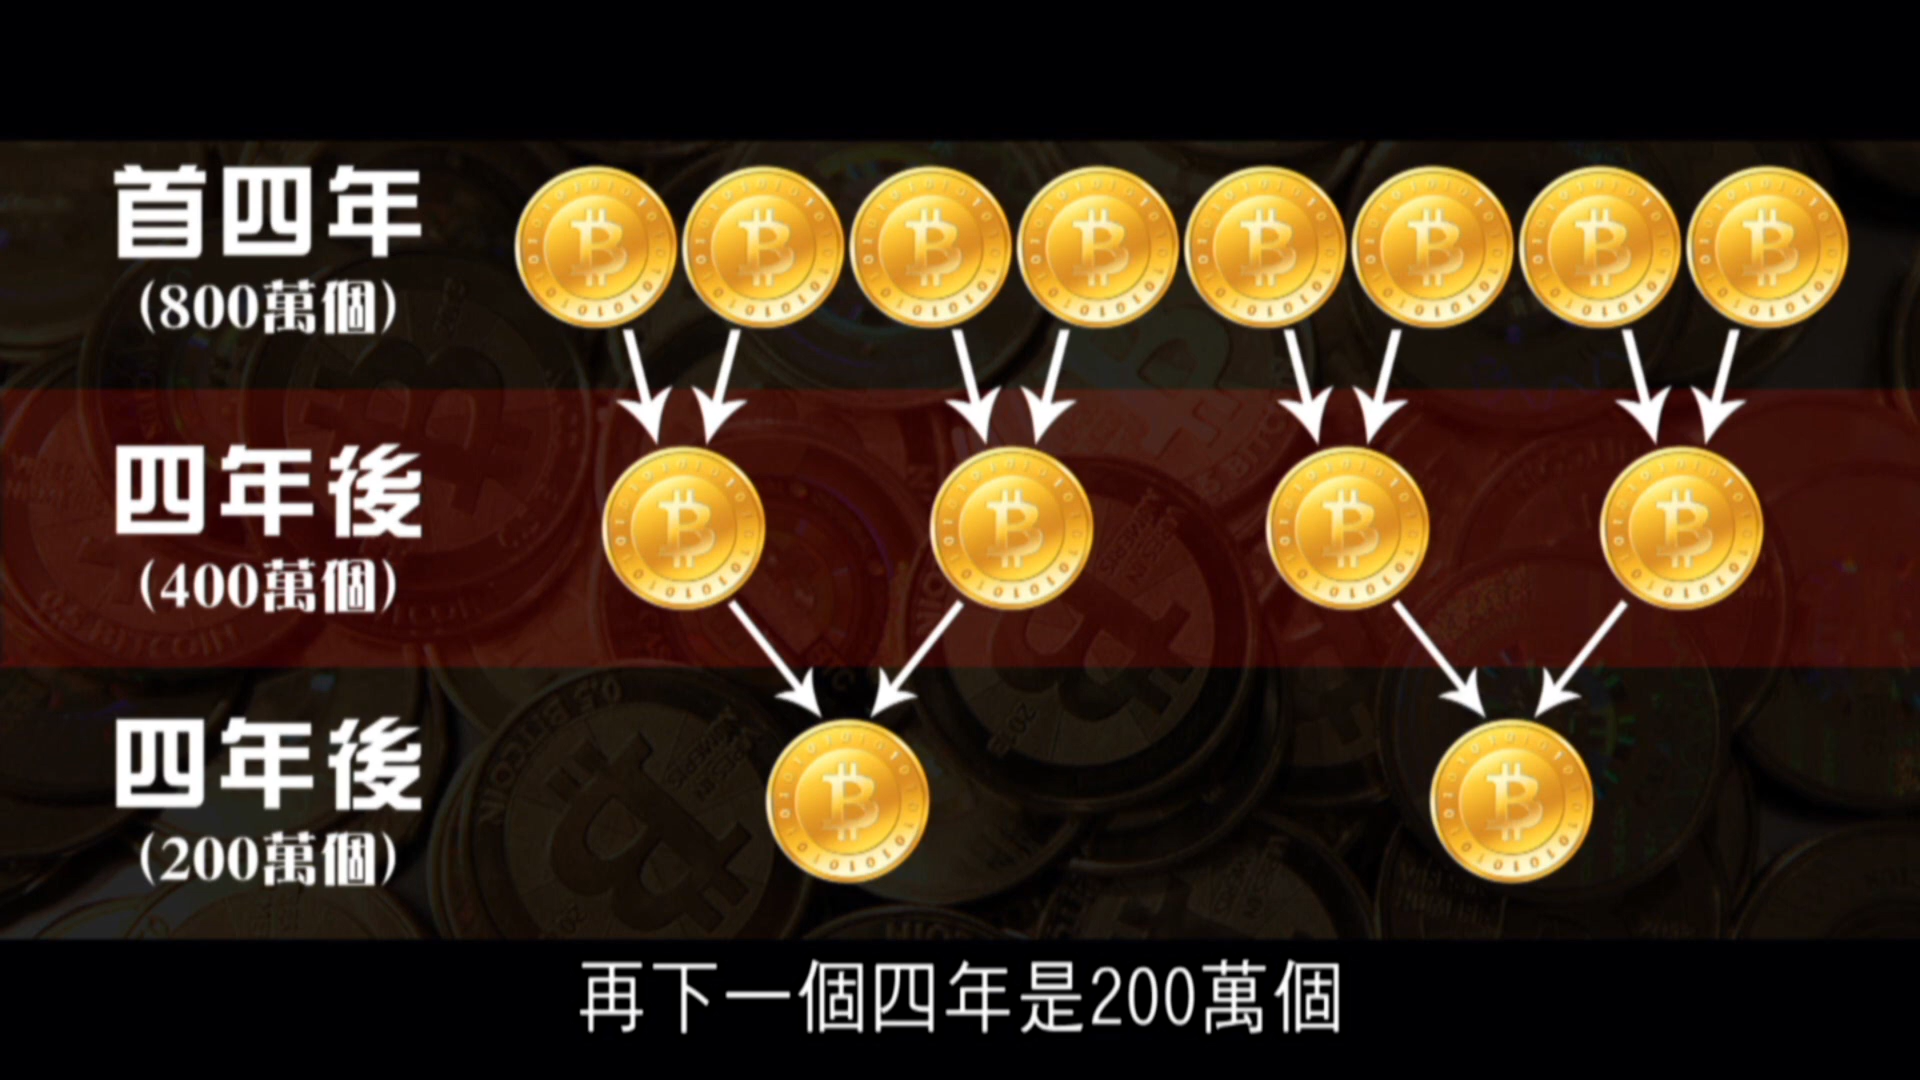 首四年
(800萬個)
四年後
(400萬個)
四年後
(200萬個)
再下一個四年是200萬個